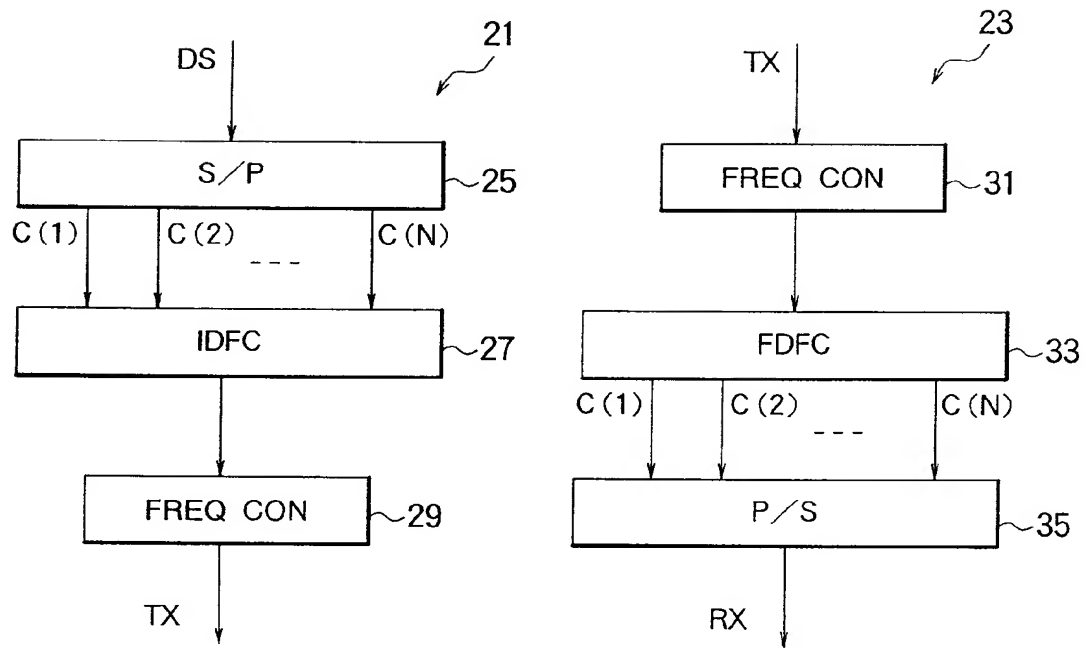 DS
21
S/P
25
C(1)
C(2)
C(N)
IDFC
27
FREQ CON
29
TX
23
TX
FREQ CON
31
FDFC
33
C(1)
C(2)
C(N)
P/S
35
RX